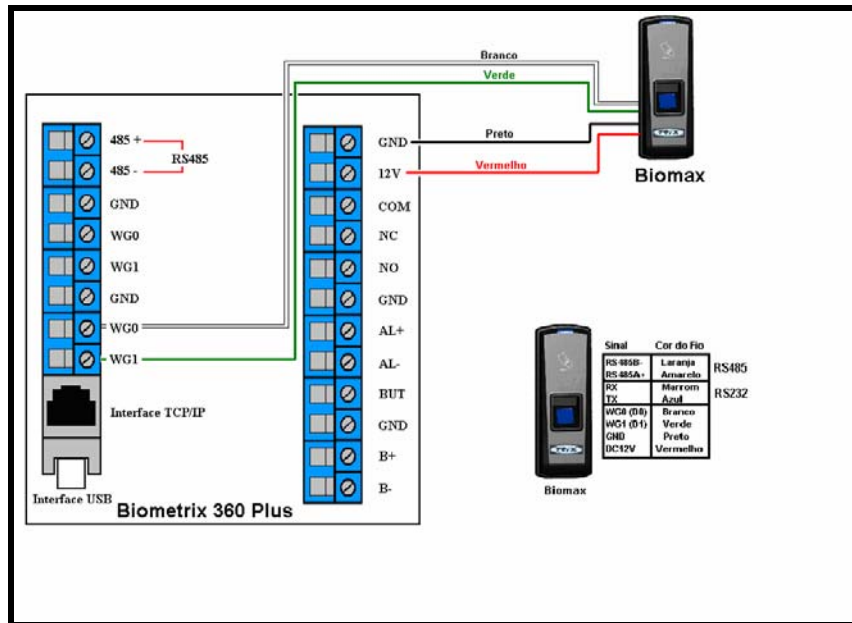 Branco
Verde
Preto
Vermelho
Biomax
485 +
485 -
RS485
GND
WG0
WG1
GND
WG0
WG1
Interface TCP/IP
Interface USB
GND
12V
COM
NC
NO
GND
AL+
AL-
BUT
GND
B+
B-
Biometrix 360 Plus
Sinal Cor do Fio
RS485B- Laranja
RS485A+ Amarelo
RS485
RX Marrom
TX Azul
RS232
WG0 (D0) Branco
WG1 (D1) Verde
GND Preto
DC12V Vermelho
Biomax